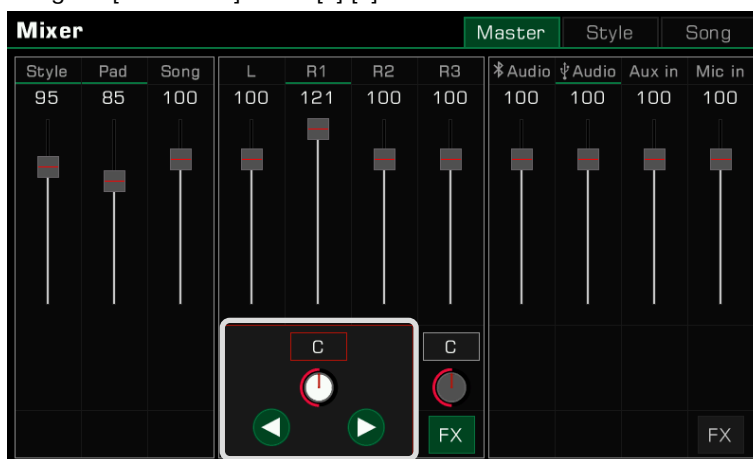 Mixer Master Style Song
Style Pad Song L R1 R2 R3 Audio Audio Aux in Mic in
95 85 100 100 121 100 100 100 100 100 100
C C
FX FX